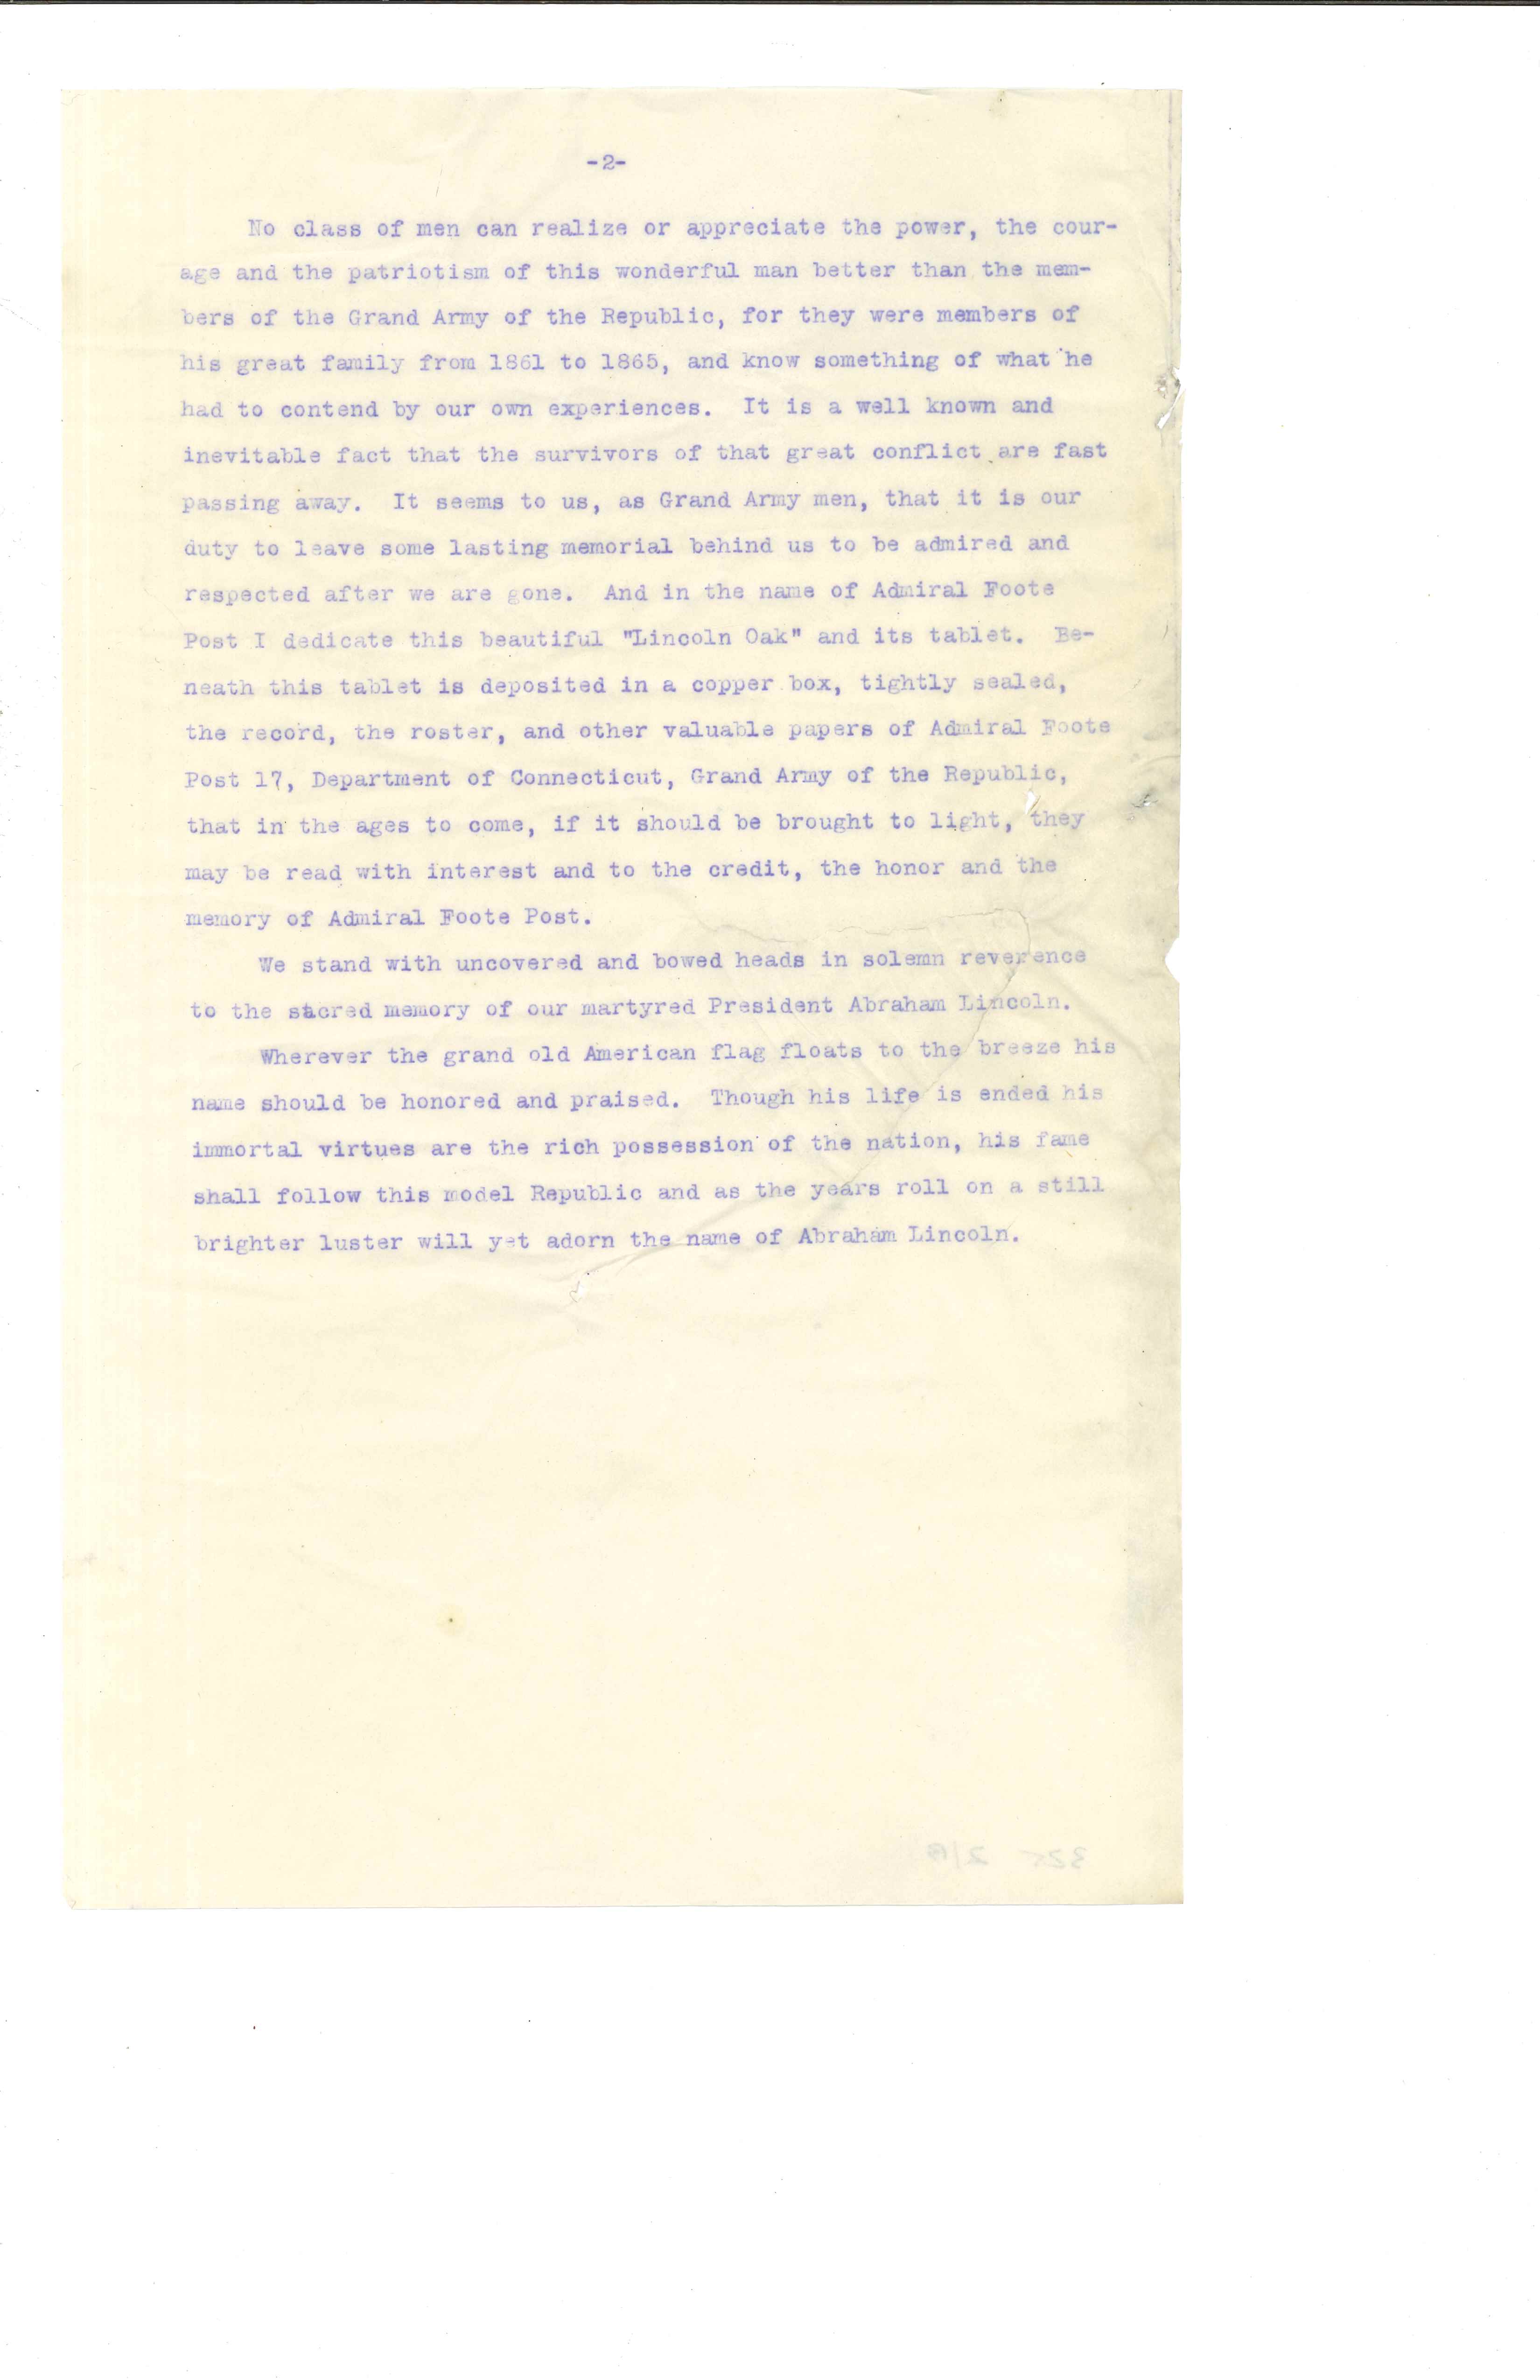 -2-
No class of men can realize or appreciate the power, the cour-
age and the patriotism of this wonderful man better than the mem-
bers of the Grand Army of the Republic, for they were members of
his great family from 1861 to 1865, and know something of what he
had to contend by our own experiences. It is a well known and
inevitable fact that the survivors of that great conflict are fast
passing away. It seems to us, as Grand Army men, that it is our
duty to leave some lasting memorial behind us to be admired and
respected after we are gone. And in the name of Admiral Foote
Post I dedicate this beautiful "Lincoln Oak" and its tablet. Be-
neath this tablet is deposited in a copper box, tightly sealed,
the record, the roster, and other valuable papers of Admiral Foote
Post 17, Department of Connecticut, Grand Army of the Republic,
that in the ages to come, if it should be brought to light, they
may be read with interest and to the credit, the honor and the
memory of Admiral Foote Post.
We stand with uncovered and bowed heads in solemn reverence
to the sacred memory of our martyred President Abraham Lincoln.
Wherever the grand old American flag floats to the breeze his
name should be honored and praised. Though his life is ended his
immortal virtues are the rich possession of the nation, his fame
shall follow this model Republic and as the years roll on a still
brighter luster will yet adorn the name of Abraham Lincoln.